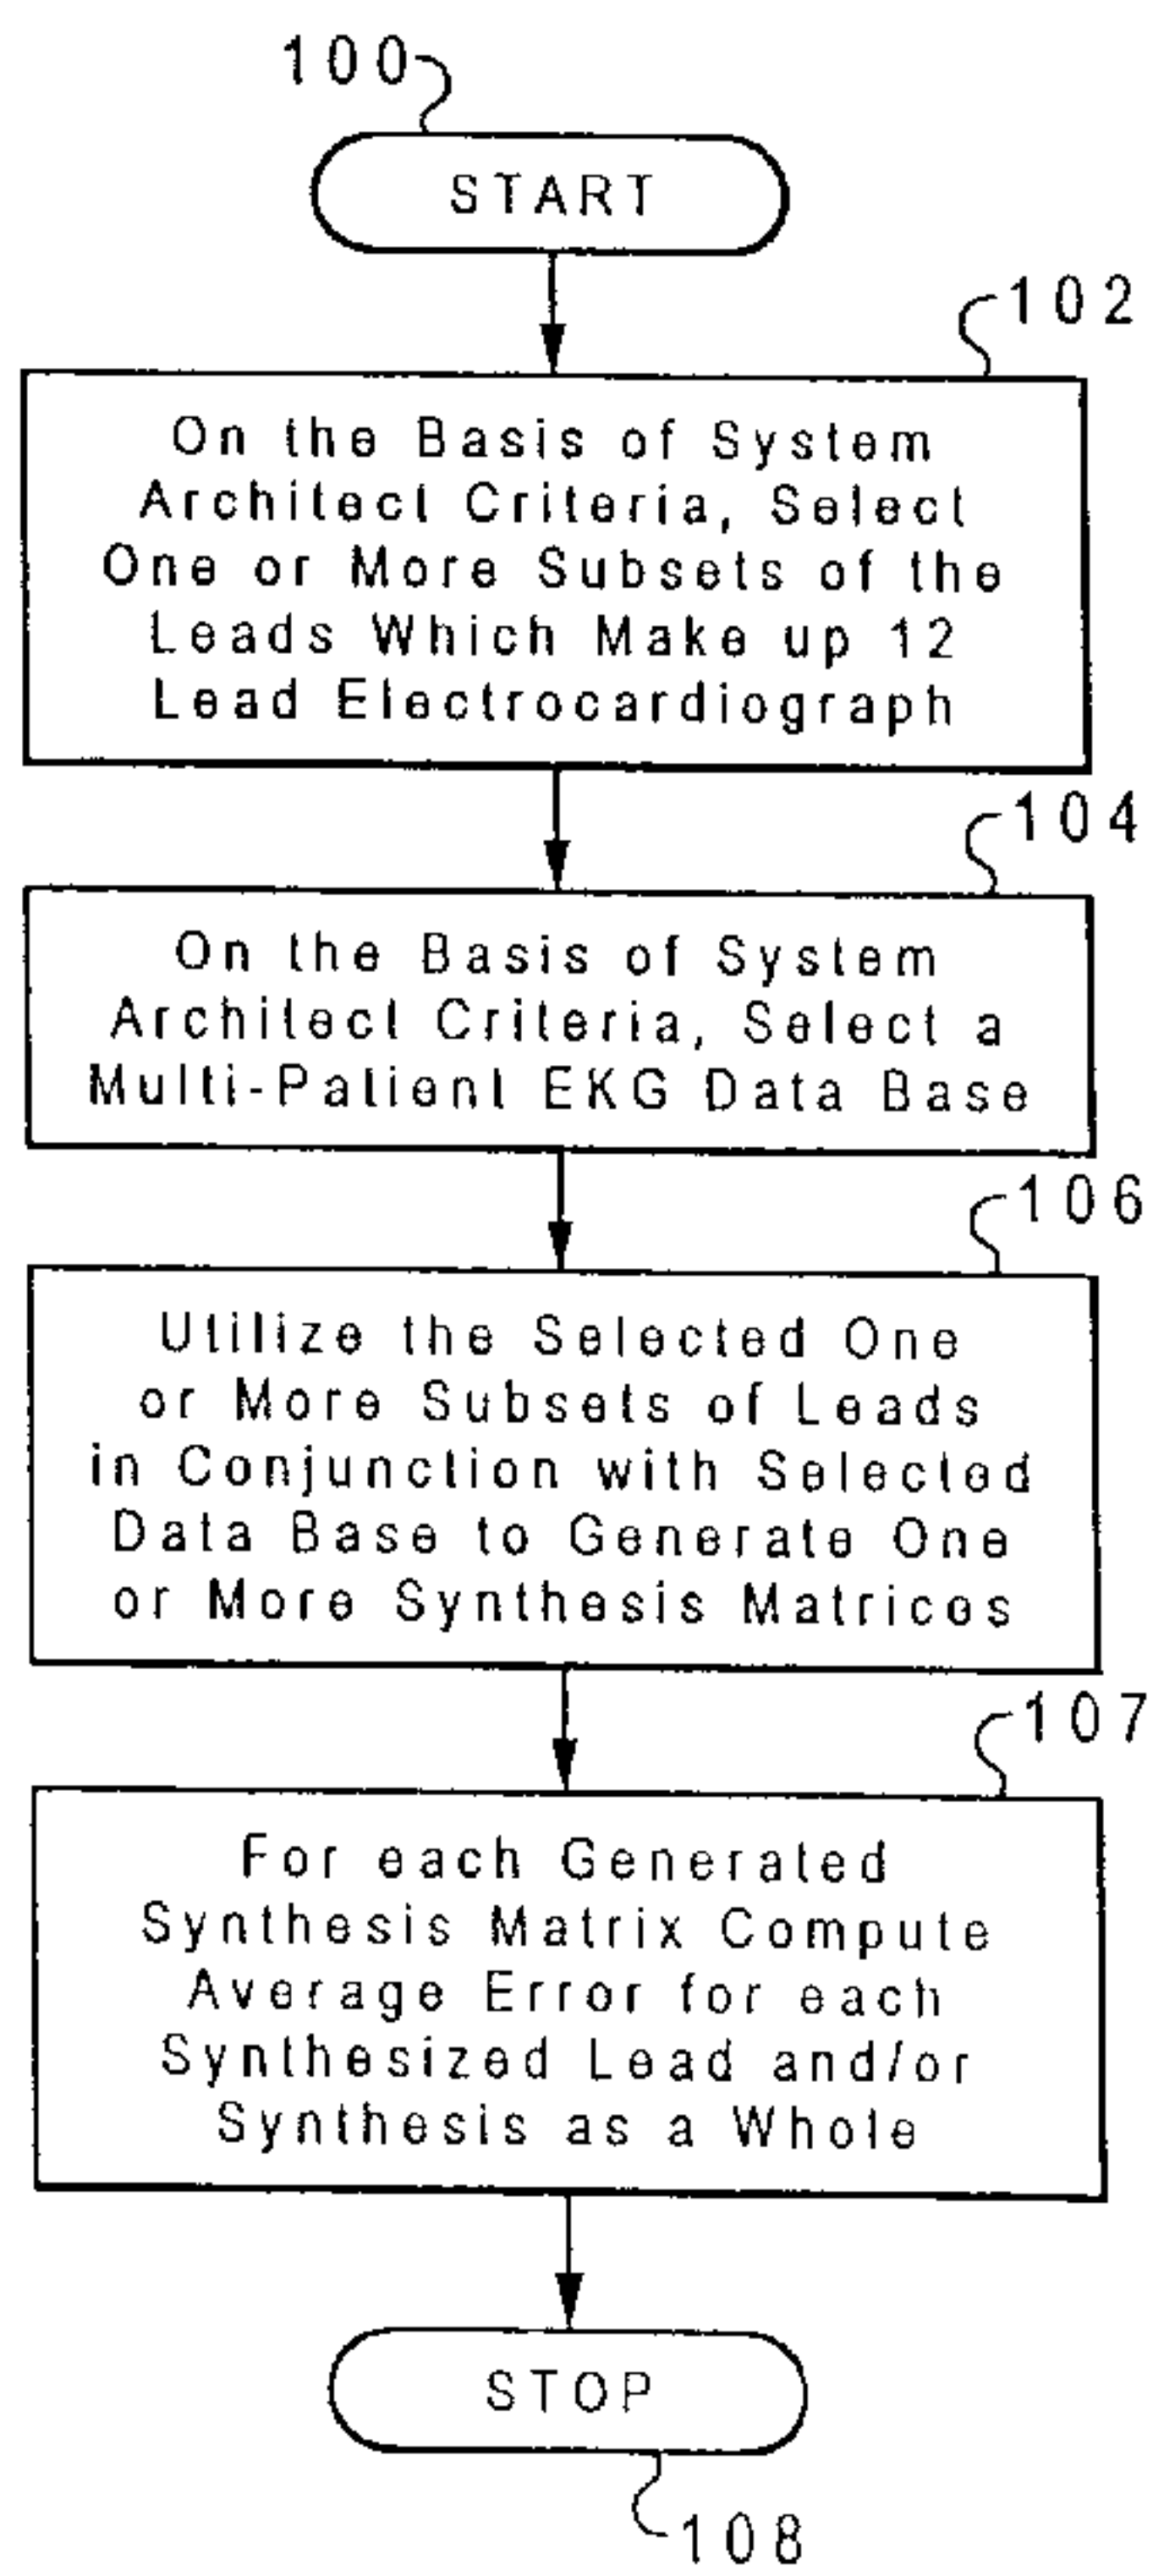 100
START
102
On the Basis of System
Architect Criteria, Select
One or More Subsets of the
Leads Which Make up 12
Lead Electrocardiograph
104
On the Basis of System
Architect Criteria, Select a
Multi-Patient EKG Data Base
106
Utilize the Selected One
or More Subsets of Leads
in Conjunction with Selected
Data Base to Generate One
or More Synthesis Matrices
107
For each Generated
Synthesis Matrix Compute
Average Error for each
Synthesized Lead and/or
Synthesis as a Whole
STOP
108